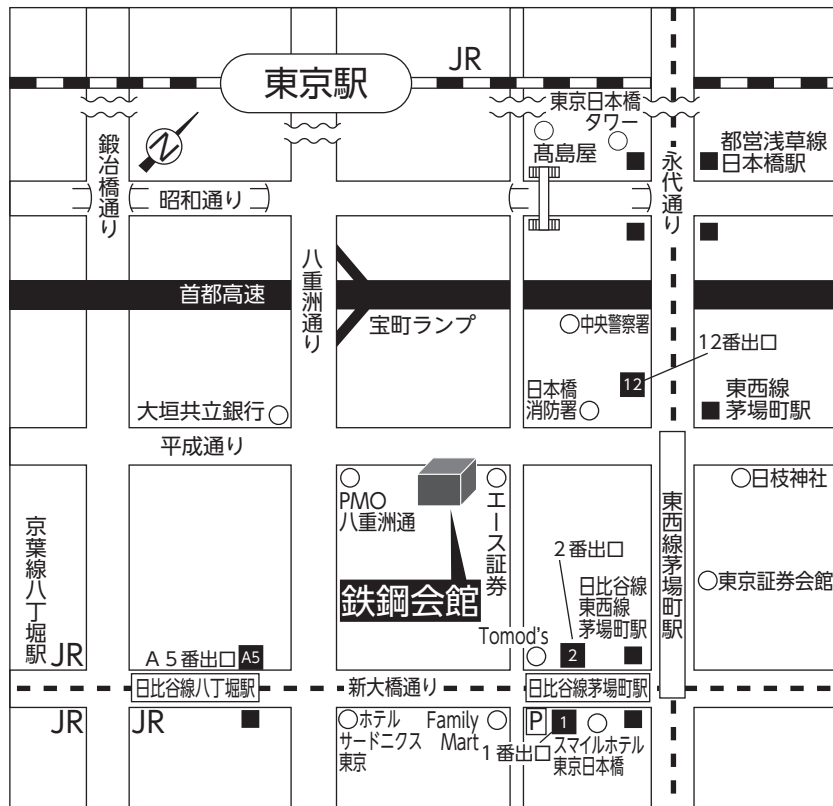 JR
東京駅
東京日本橋
タワー
髙島屋
都営浅草線
日本橋駅
N
鍛冶橋通り
昭和通り
永代通り
八重洲通り
首都高速
宝町ランプ
中央警察署
12番出口
12
日本橋
消防署
東西線
茅場町駅
大垣共立銀行
平成通り
PMO
八重洲通
エース証券
日枝神社
京葉線八丁堀駅
鉄鋼会館
2番出口
日比谷線
東西線
茅場町駅
東西線茅場町駅
東京証券会館
Tomod's
2
JR
A5番出口
A5
日比谷線八丁堀駅
新大橋通り
日比谷線茅場町駅
JR
JR
ホテル
サードニクス
東京
Family
Mart
P
1
1番出口
スマイルホテル
東京日本橋